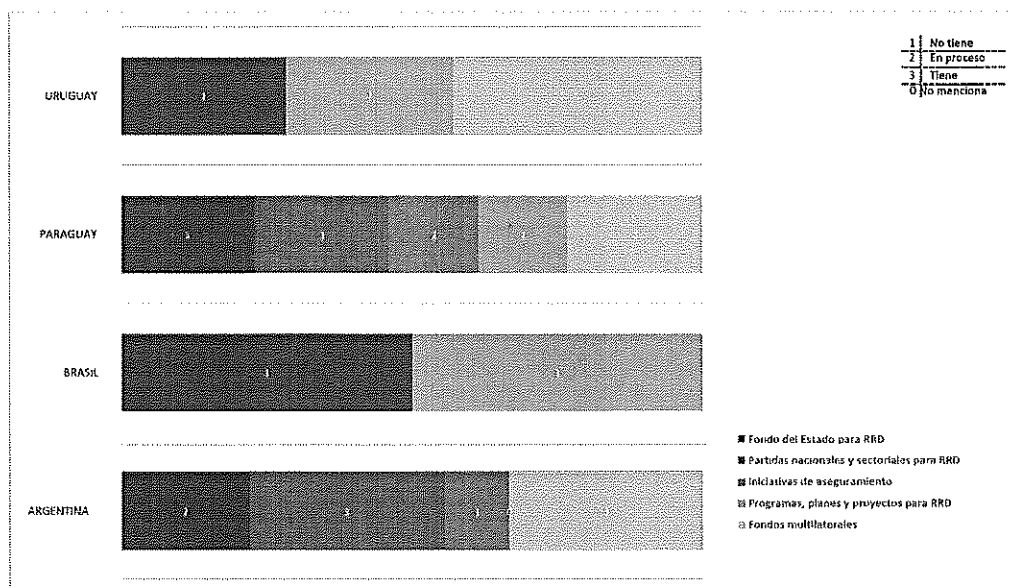 1 No tiene
2 En proceso
3 Tiene
0 No menciona
URUGUAY
PARAGUAY
BRASIL
ARGENTINA
Fondo del Estado para RRD
Partidas nacionales y sectoriales para RRD
Iniciativas de aseguramiento
Programas, planes y proyectos para RRD
Fondos multilatorales